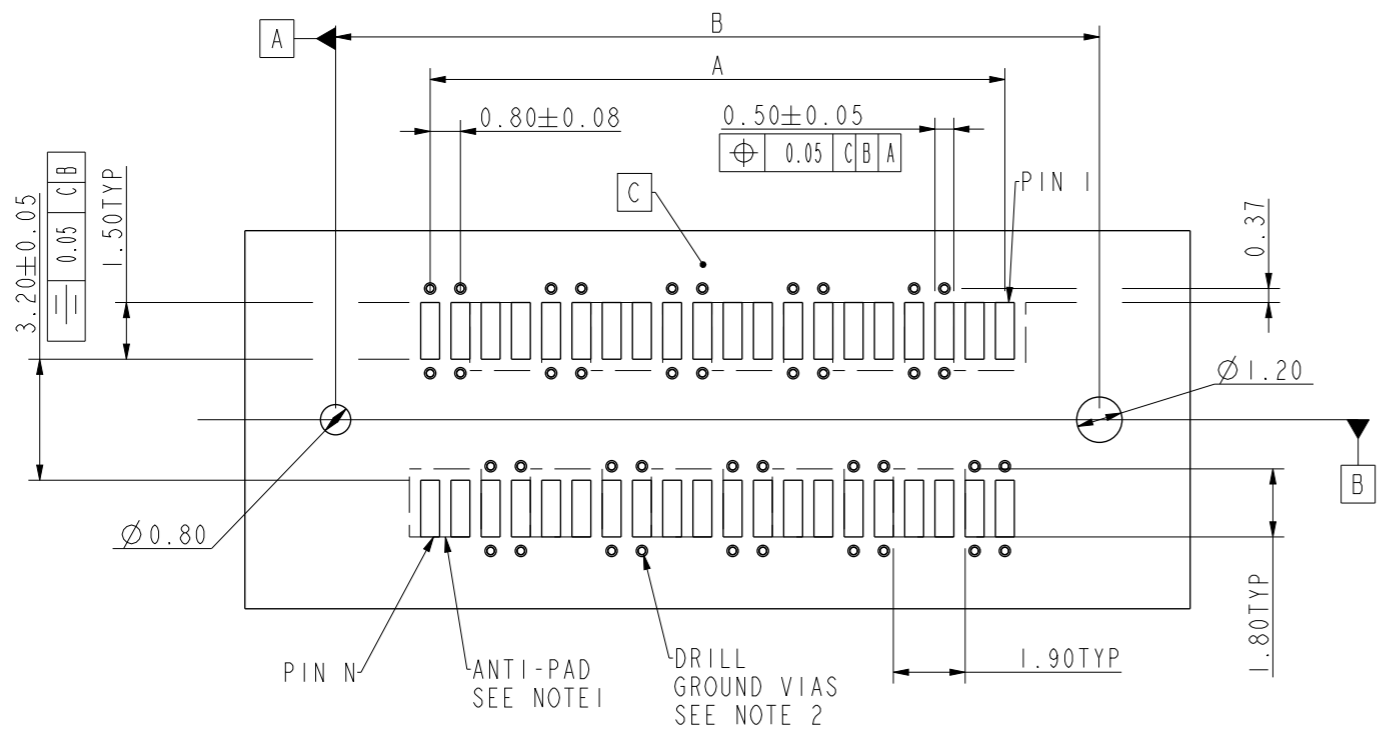 B
A
A
0.80±0.08
0.50±0.05
⌖ 0.05 C B A
C
PIN 1
0.37
3.20±0.05
⌯ 0.05 C B
1.50TYP
Ø1.20
B
Ø0.80
PIN N
ANTI-PAD
SEE NOTE1
DRILL
GROUND VIAS
SEE NOTE 2
1.90TYP
1.80TYP